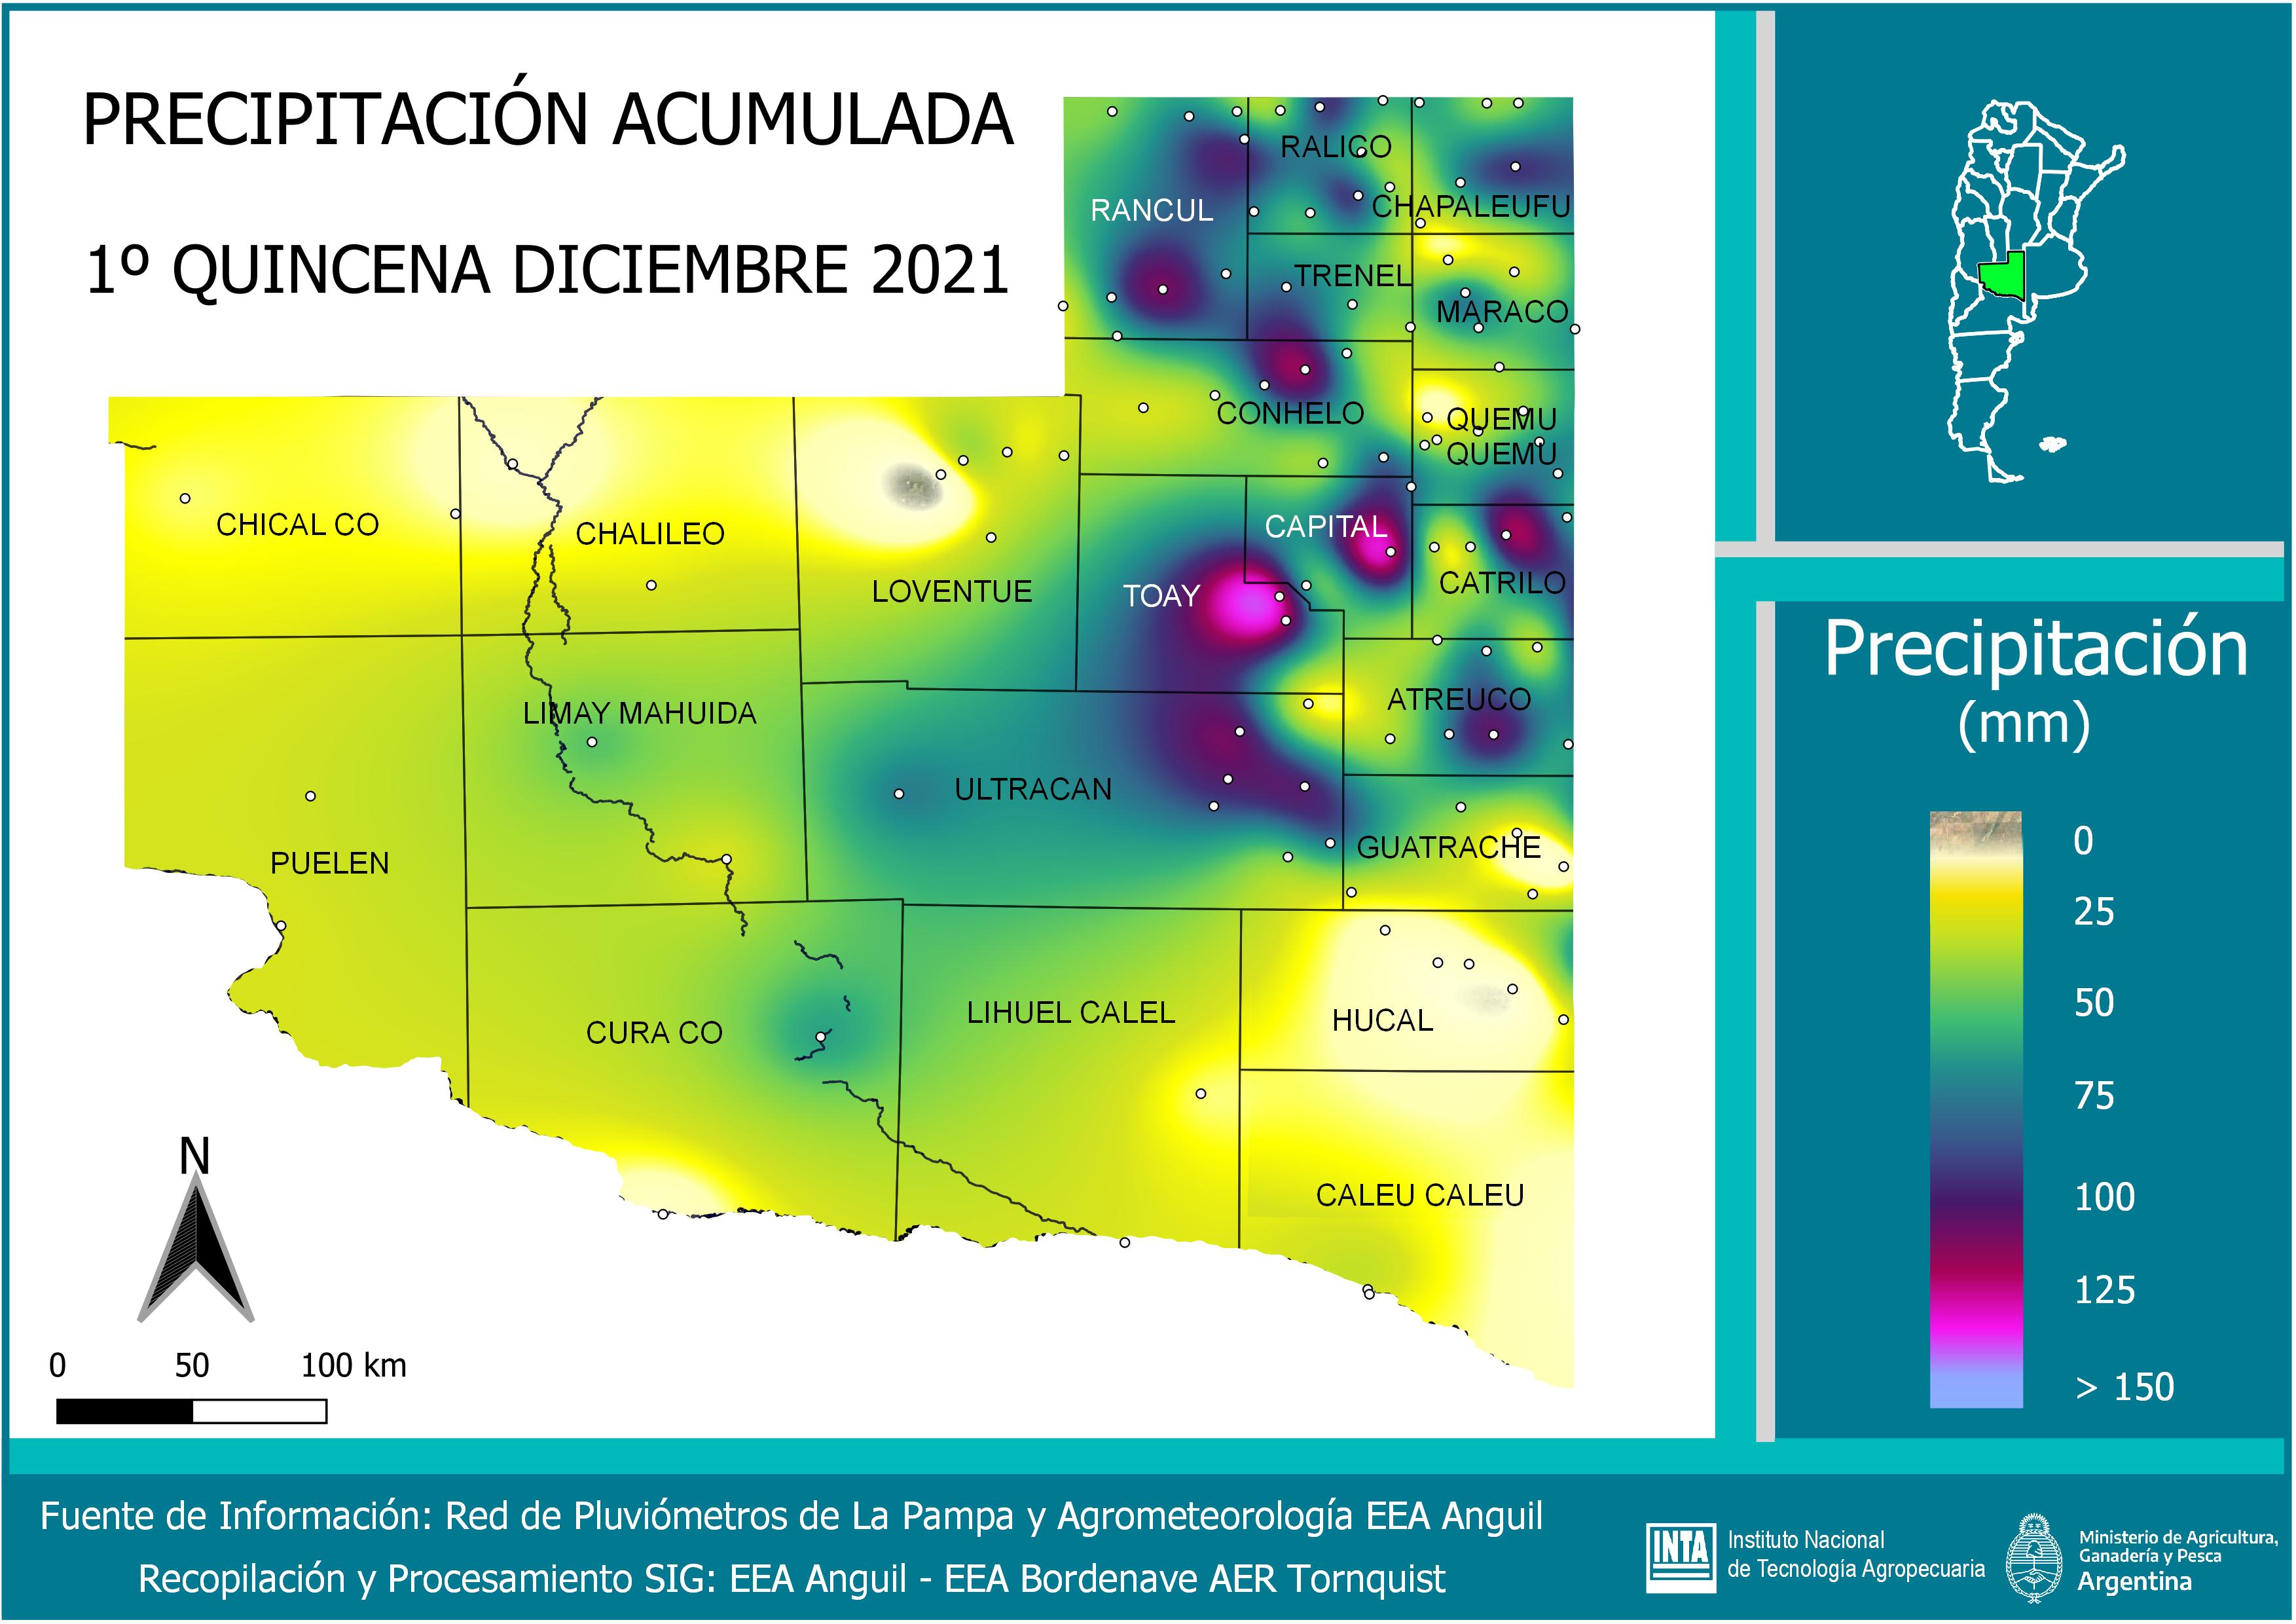 PRECIPITACIÓN ACUMULADA
1º QUINCENA DICIEMBRE 2021
RALICO
RANCUL
CHAPALEUFU
TRENEL
MARACO
CONHELO
QUEMU
QUEMU
CHICAL CO
CHALILEO
CAPITAL
LOVENTUE
TOAY
CATRILO
LIMAY MAHUIDA
ATREUCO
ULTRACAN
PUELEN
GUATRACHE
CURA CO
LIHUEL CALEL
HUCAL
CALEU CALEU
N
0 50 100 km
Precipitación
(mm)
0
25
50
75
100
125
> 150
Fuente de Información: Red de Pluviómetros de La Pampa y Agrometeorología EEA Anguil
Recopilación y Procesamiento SIG: EEA Anguil - EEA Bordenave AER Tornquist
INTA
Instituto Nacional
de Tecnología Agropecuaria
Ministerio de Agricultura,
Ganadería y Pesca
Argentina